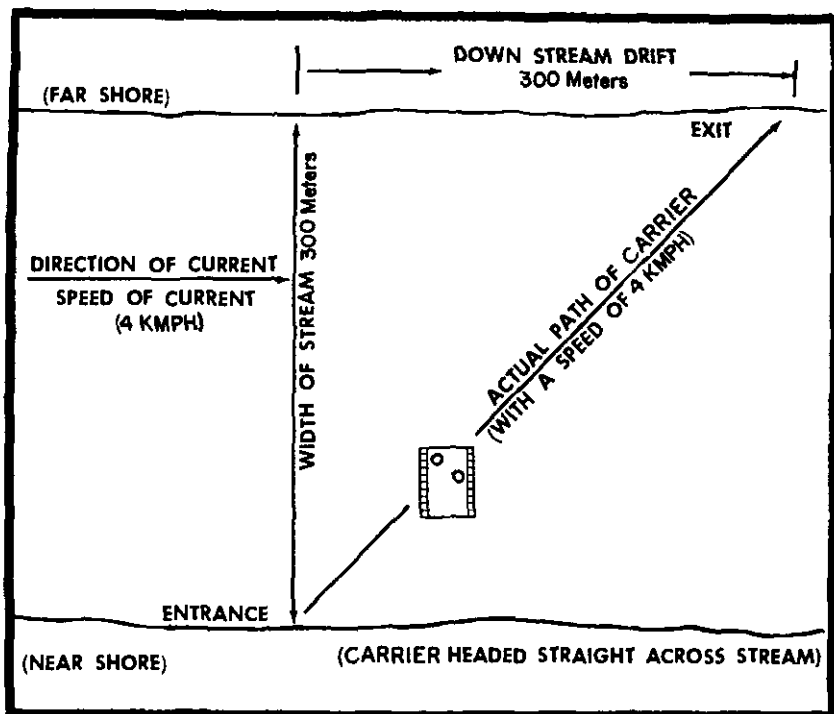 DOWN STREAM DRIFT
300 Meters
(FAR SHORE)
EXIT
WIDTH OF STREAM 300 Meters
DIRECTION OF CURRENT
SPEED OF CURRENT
(4 KMPH)
ACTUAL PATH OF CARRIER
(WITH A SPEED OF 4 KMPH)
ENTRANCE
(NEAR SHORE)
(CARRIER HEADED STRAIGHT ACROSS STREAM)